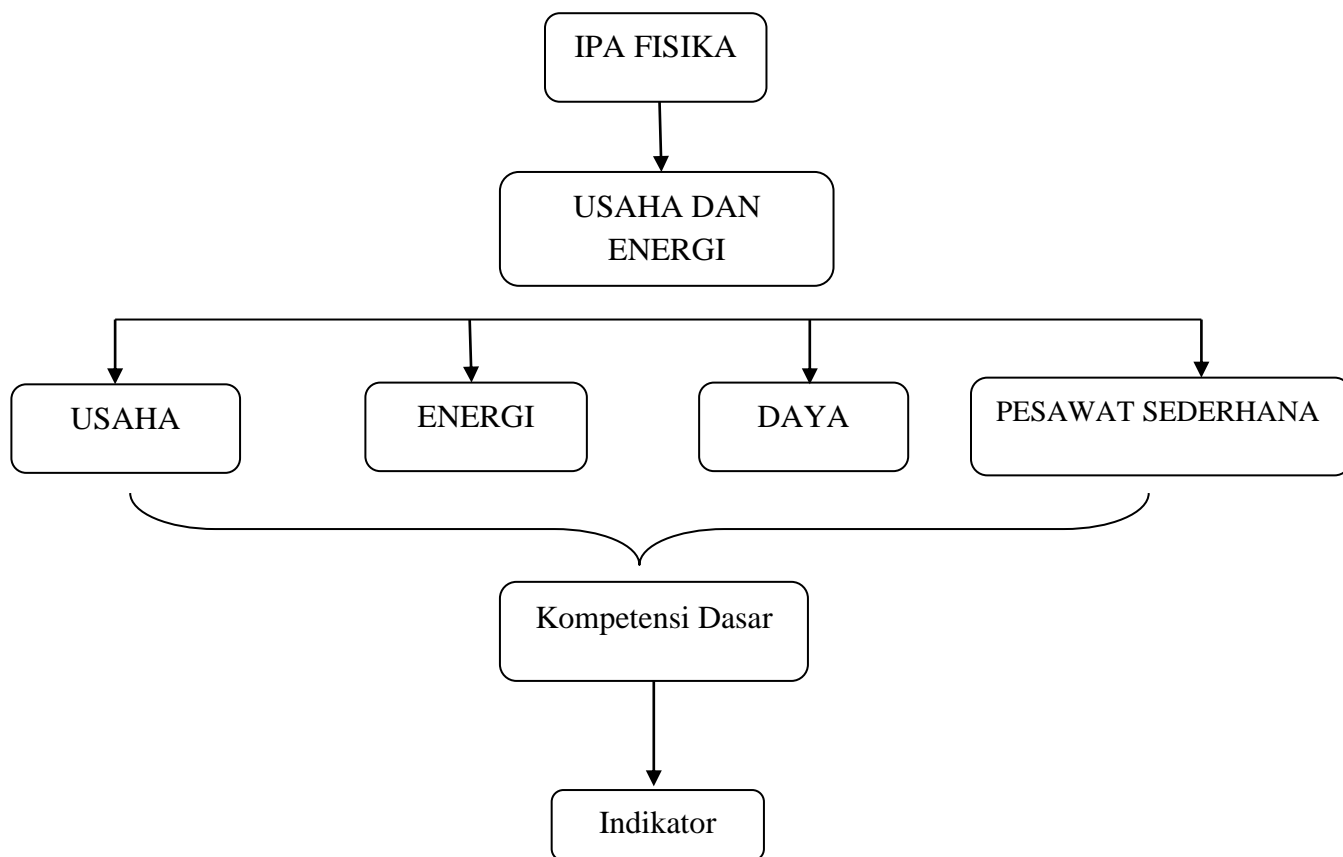 IPA FISIKA
USAHA DAN
ENERGI
USAHA
ENERGI
DAYA
PESAWAT SEDERHANA
Kompetensi Dasar
Indikator